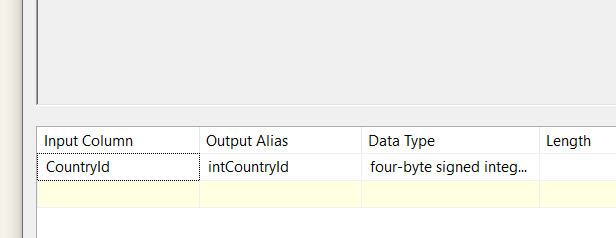 Input Column Output Alias Data Type Length
CountryId intCountryId four-byte signed integ...